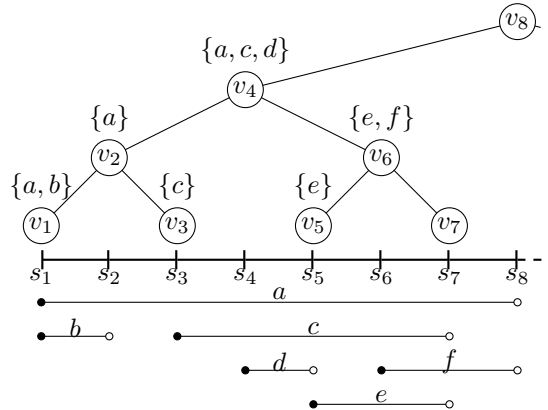 v₈
{a, c, d}
v₄
{a} {e, f}
v₂ v₆
{a, b} {c} {e}
v₁ v₃ v₅ v₇
s₁ s₂ s₃ s₄ s₅ s₆ s₇ s₈
a
b c
d f
e